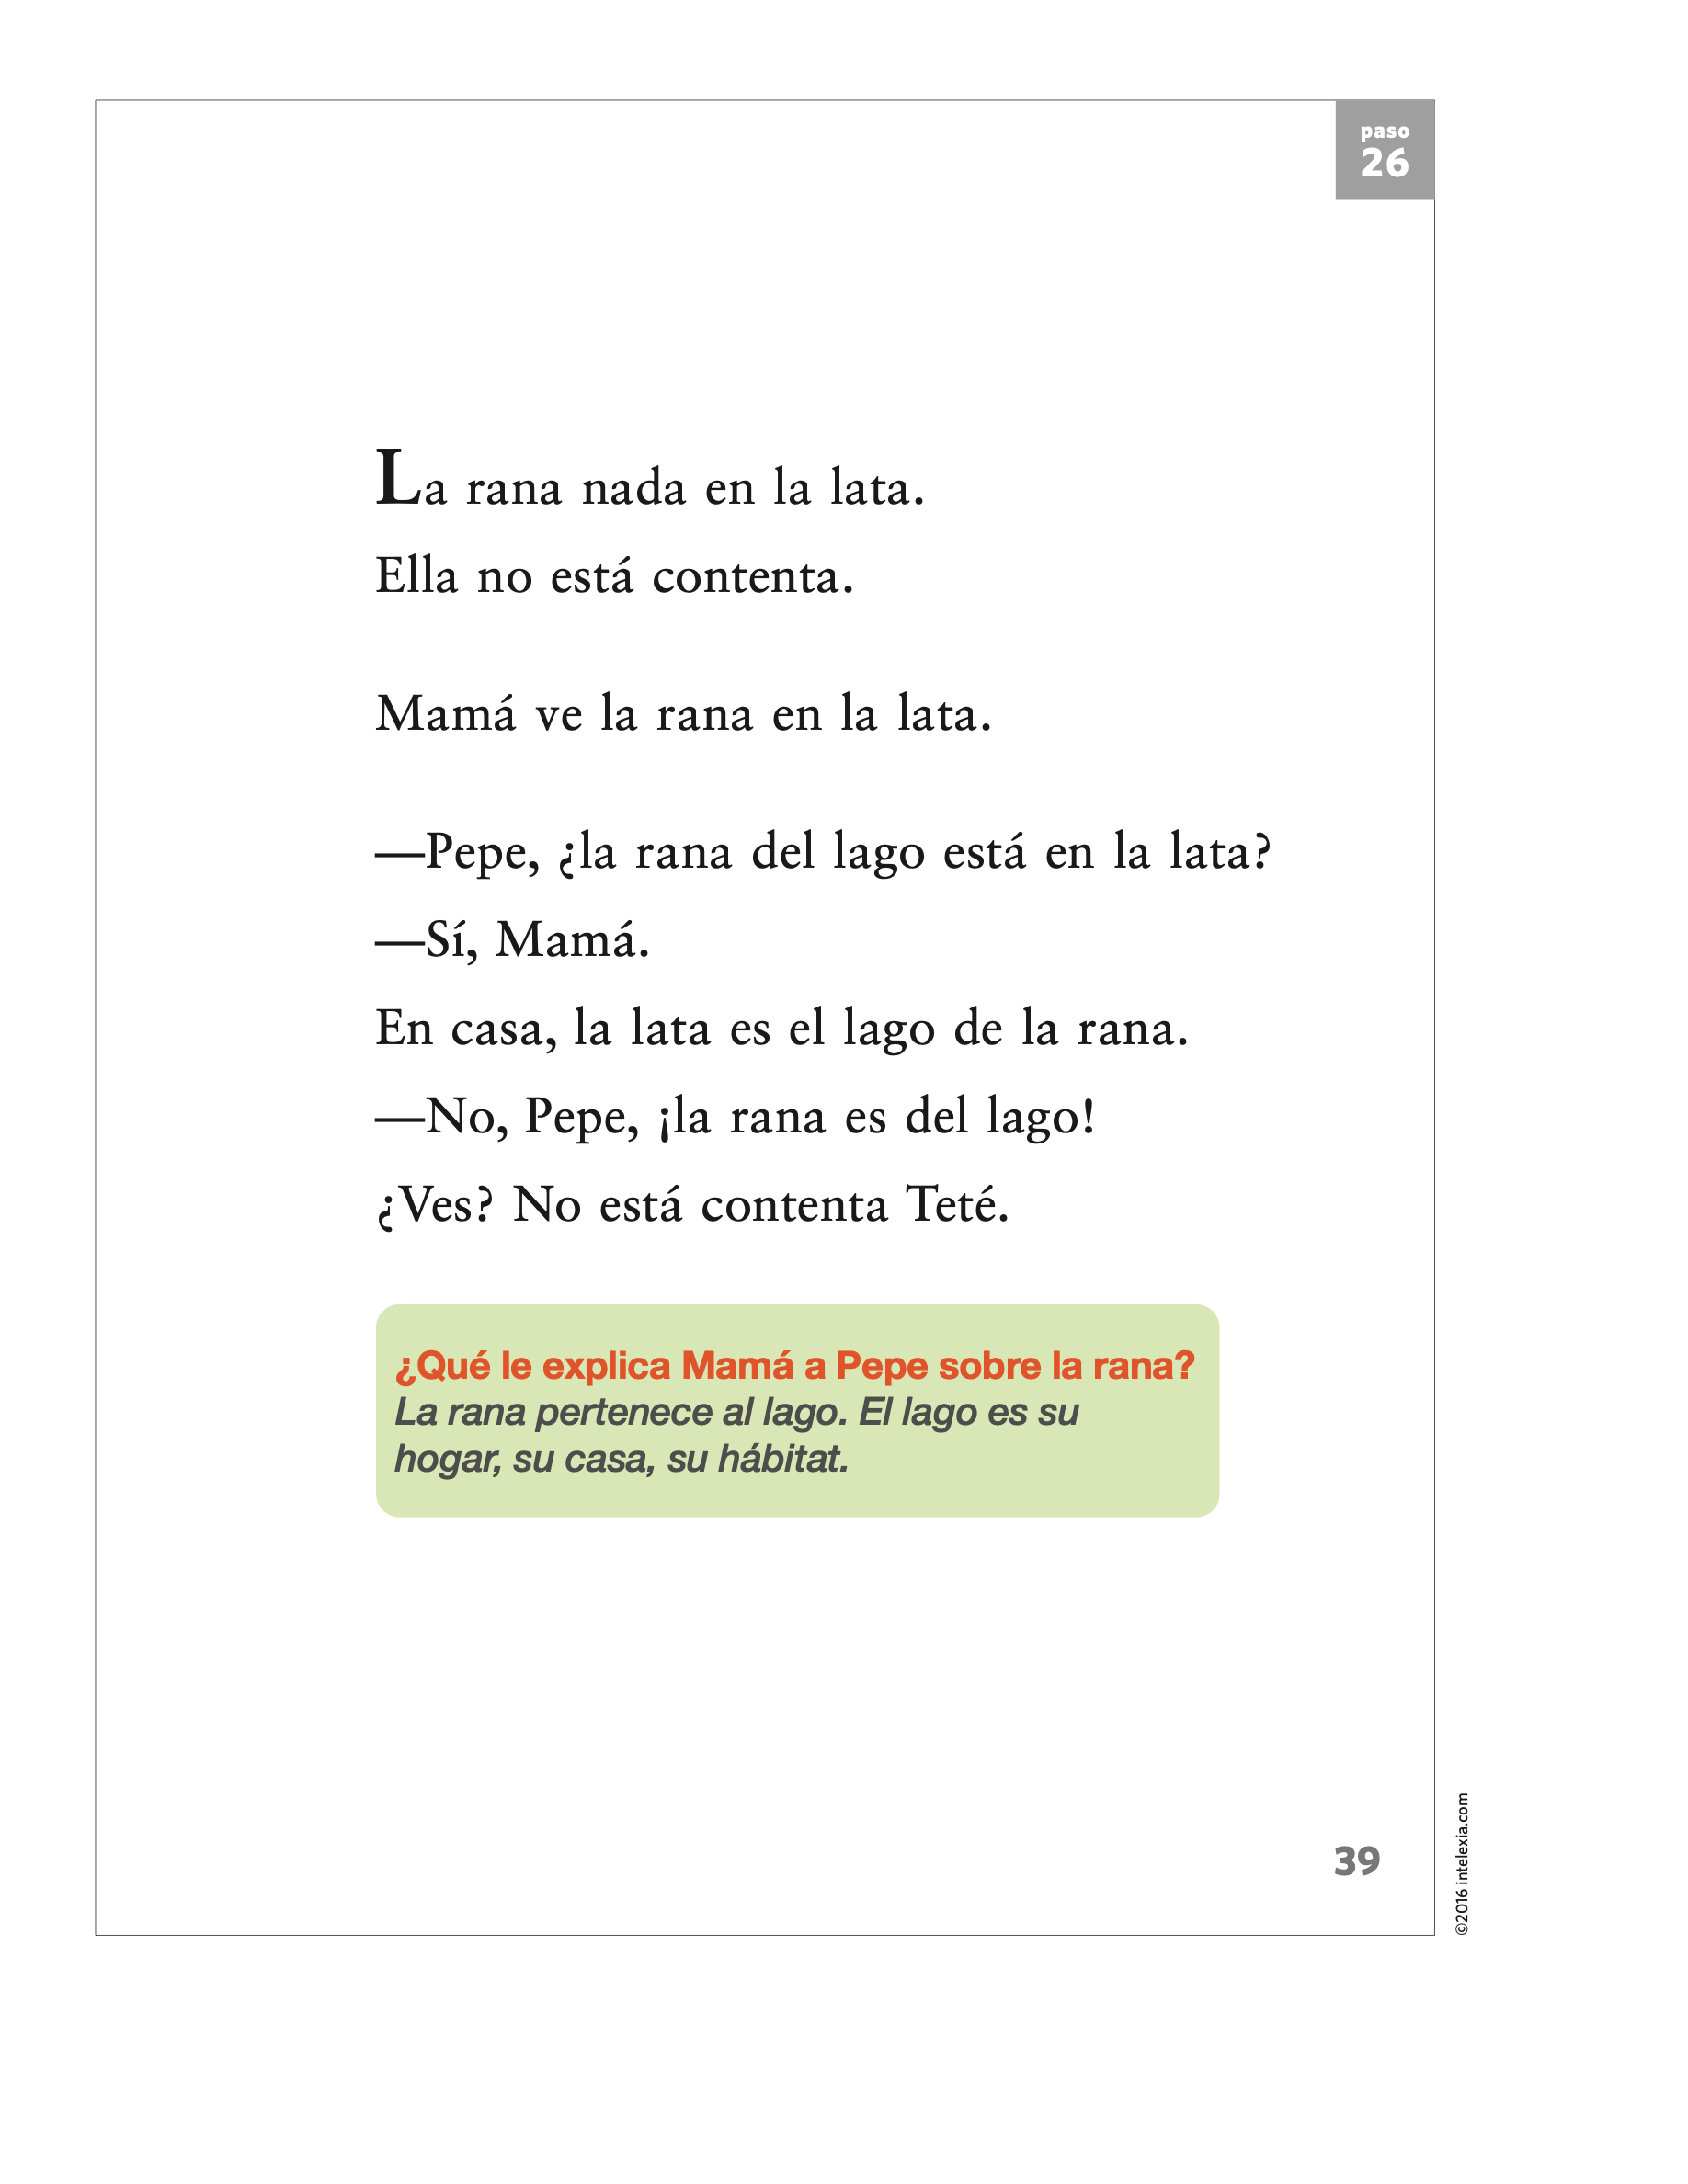 paso
26
La rana nada en la lata.
Ella no está contenta.
Mamá ve la rana en la lata.
—Pepe, ¿la rana del lago está en la lata?
—Sí, Mamá.
En casa, la lata es el lago de la rana.
—No, Pepe, ¡la rana es del lago!
¿Ves? No está contenta Teté.
¿Qué le explica Mamá a Pepe sobre la rana?
La rana pertenece al lago. El lago es su
hogar, su casa, su hábitat.
39
©2016 intelexia.com